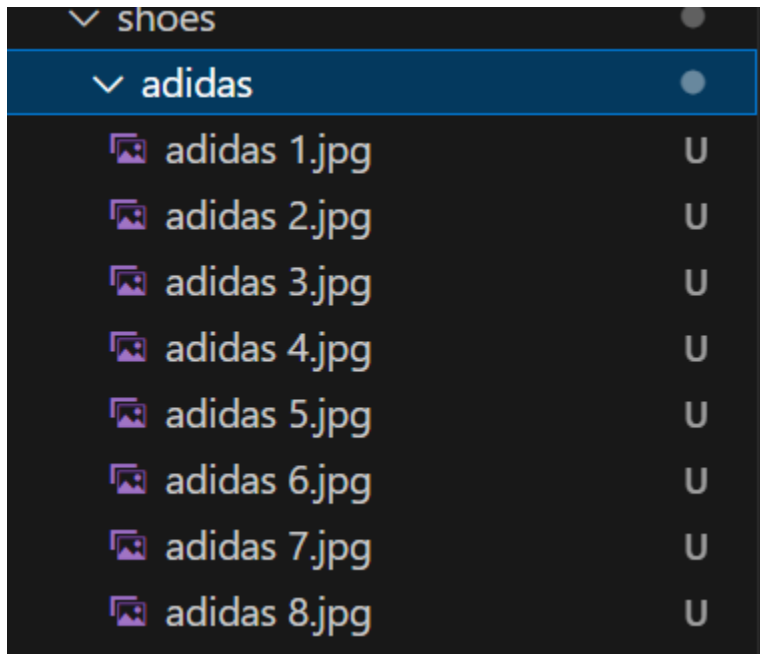 shoes
adidas
adidas 1.jpg U
adidas 2.jpg U
adidas 3.jpg U
adidas 4.jpg U
adidas 5.jpg U
adidas 6.jpg U
adidas 7.jpg U
adidas 8.jpg U